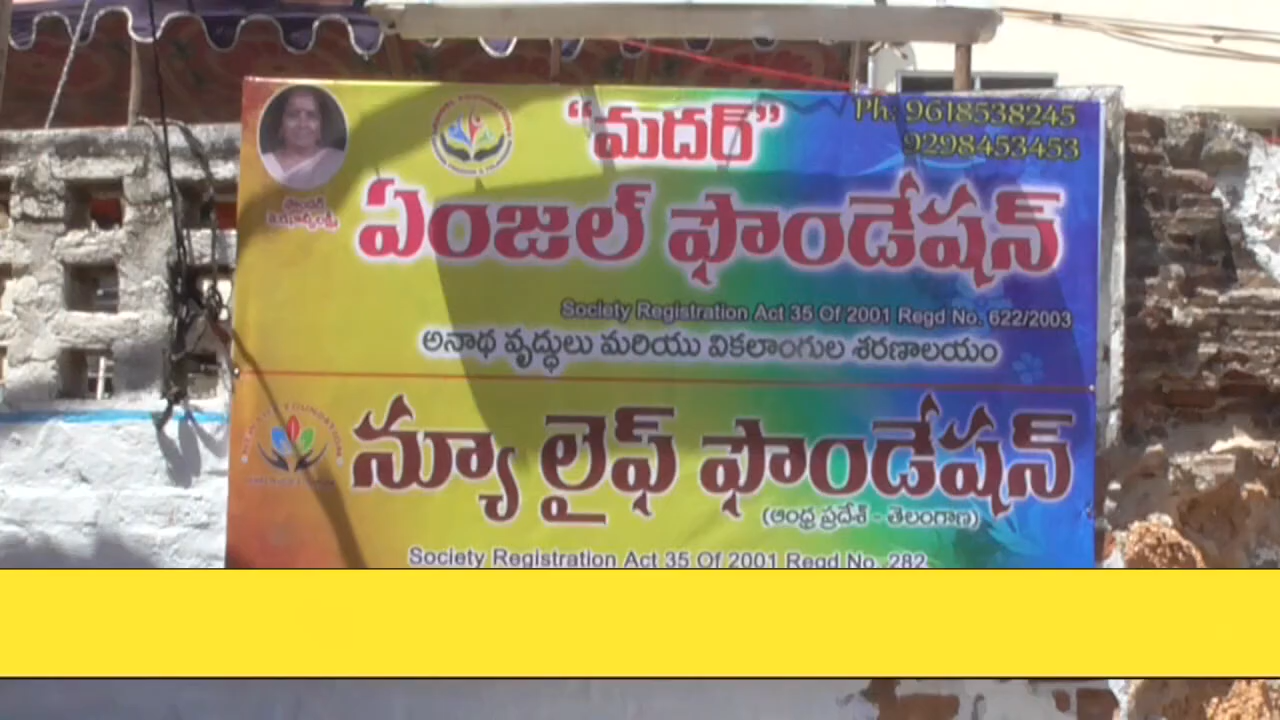 "మదర్"
Ph: 9618538245
9298453453
ఏంజల్ ఫౌండేషన్
ఫౌండర్
Society Registration Act 35 Of 2001 Regd No. 622/2003
అనాథ వృద్ధులు మరియు వికలాంగుల శరణాలయం
న్యూ లైఫ్ ఫౌండేషన్
(ఆంధ్ర ప్రదేశ్ - తెలంగాణ)
Society Registration Act 35 Of 2001 Regd No. 282